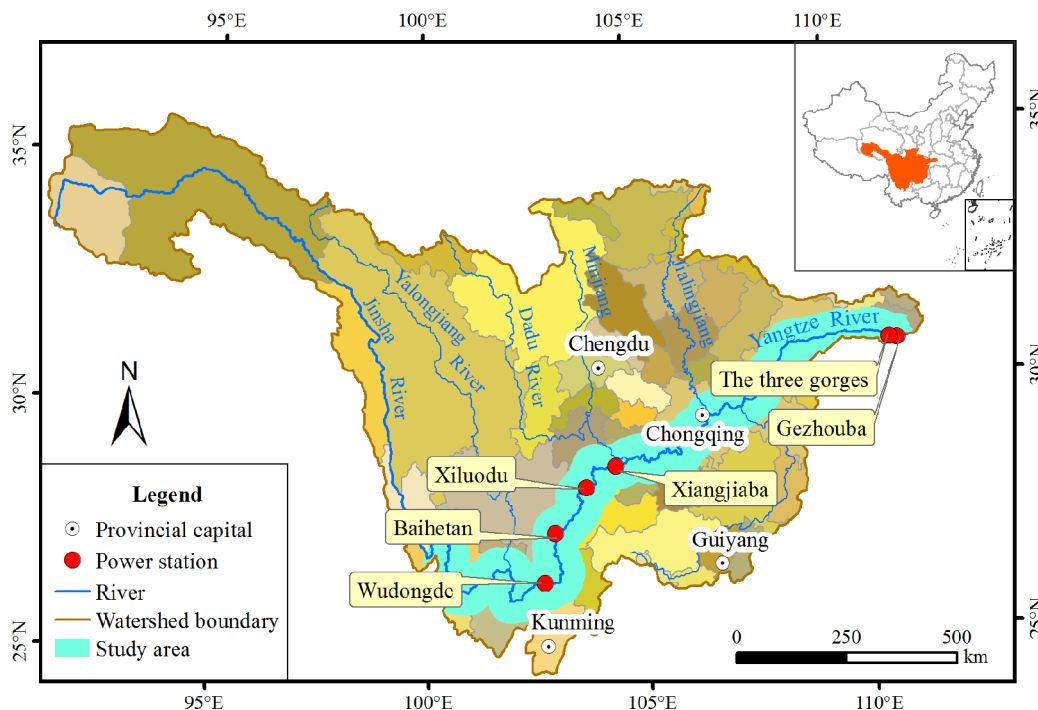 95°E
100°E
105°E
110°E
35°N
35°N
30°N
30°N
25°N
25°N
N
Jinsha
River
Yalongjiang
River
Dadu
River
Minjiang
Jialingjiang
Yangtze River
Chengdu
The three gorges
Gezhouba
Chongqing
Xiluodu
Xiangjiaba
Baihetan
Guiyang
Wudongde
Kunming
Legend
Provincial capital
Power station
River
Watershed boundary
Study area
0 250 500
km
95°E
100°E
105°E
110°E